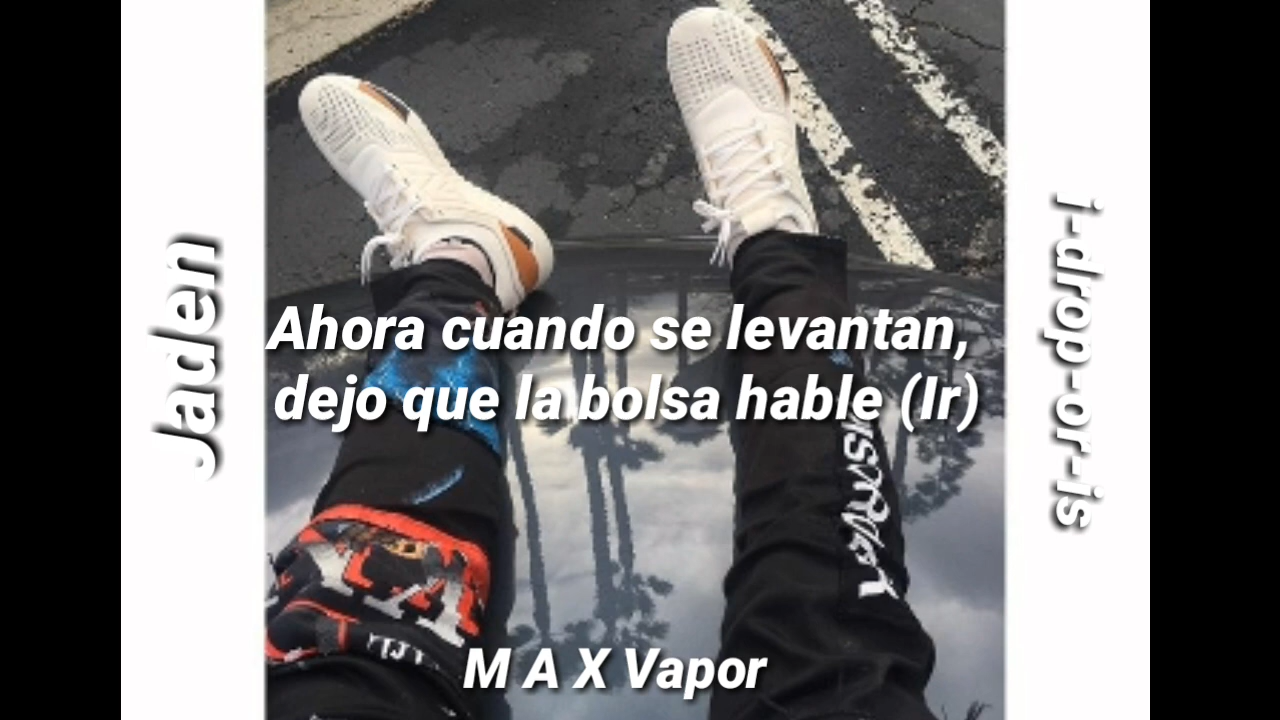 Jaden
Ahora cuando se levantan,
dejo que la bolsa hable (Ir)
i-drop-or-is
M A X Vapor